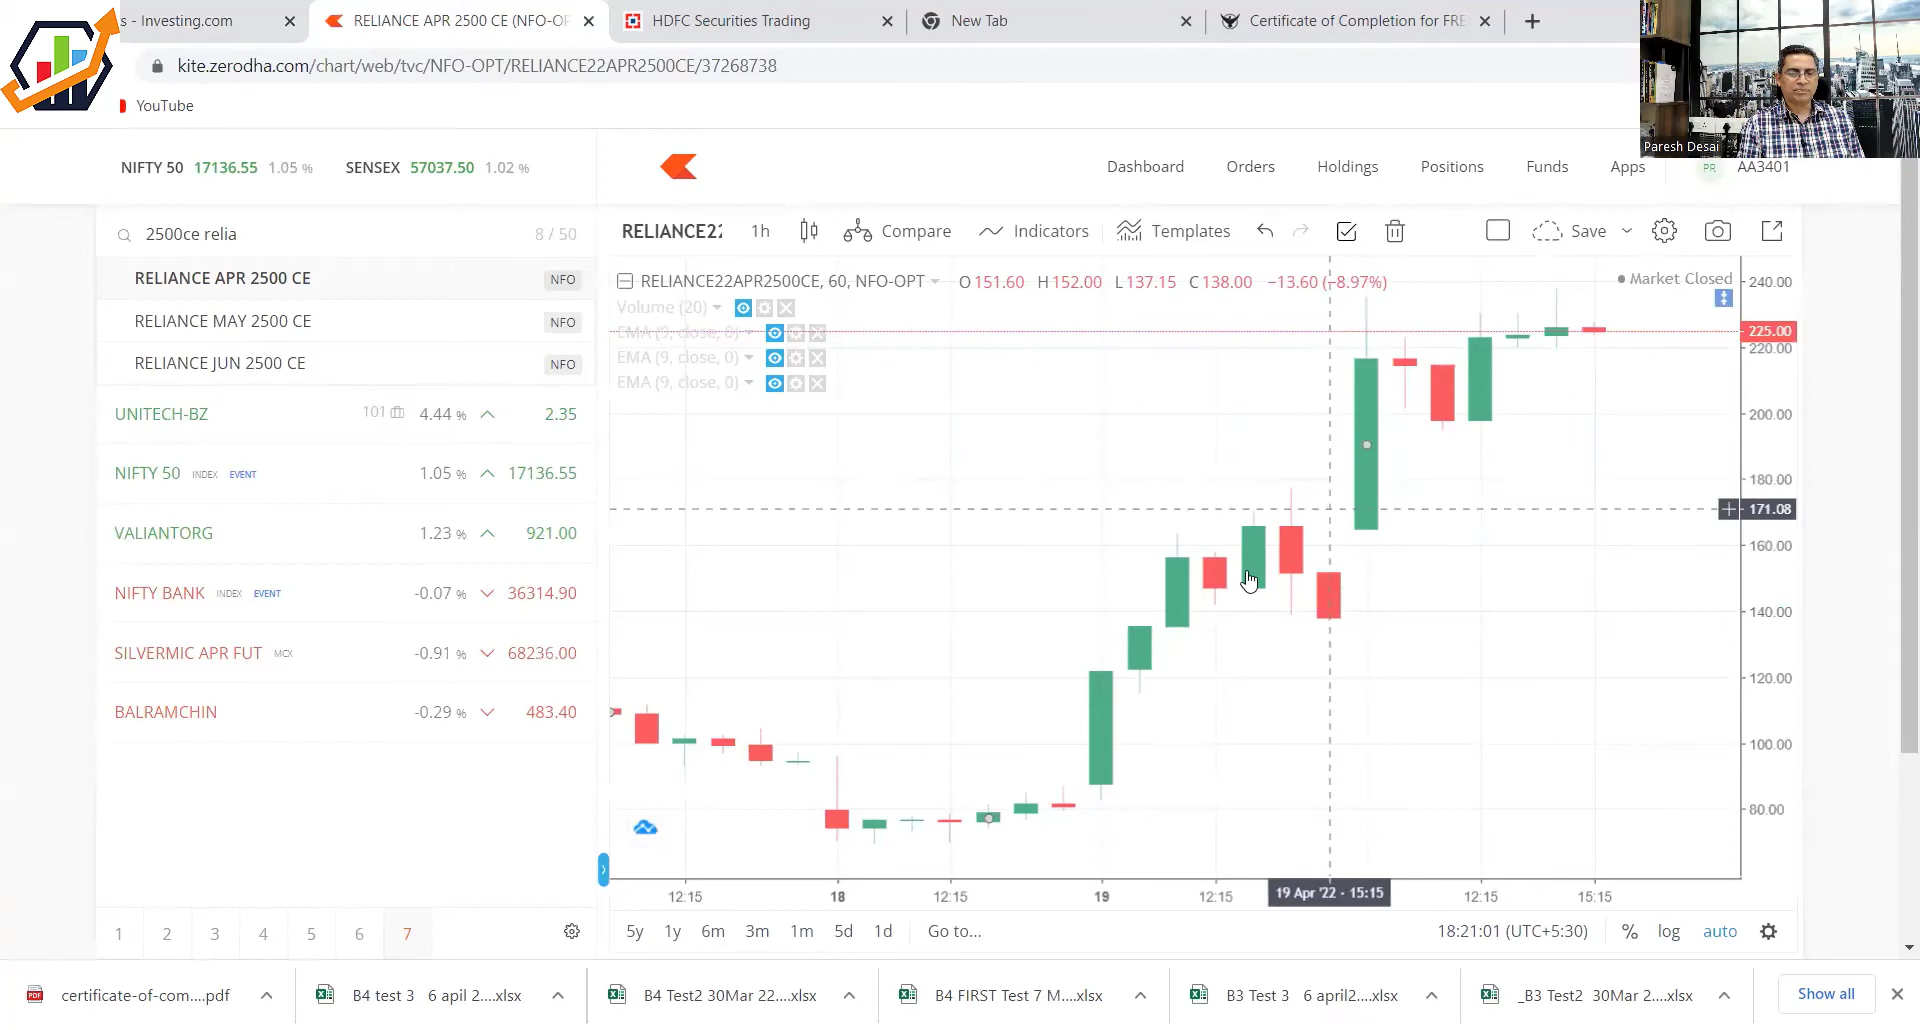 s - Investing.com
RELIANCE APR 2500 CE (NFO-OP
HDFC Securities Trading
New Tab
Certificate of Completion for FRE
kite.zerodha.com/chart/web/tvc/NFO-OPT/RELIANCE22APR2500CE/37268738
YouTube
Paresh Desai
NIFTY 50 17136.55 1.05 % SENSEX 57037.50 1.02 %
Dashboard Orders Holdings Positions Funds Apps PR AA3401
2500ce relia 8 / 50
RELIANCE APR 2500 CE NFO
RELIANCE MAY 2500 CE NFO
RELIANCE JUN 2500 CE NFO
UNITECH-BZ 101 4.44 % 2.35
NIFTY 50 INDEX EVENT 1.05 % 17136.55
VALIANTORG 1.23 % 921.00
NIFTY BANK INDEX EVENT -0.07 % 36314.90
SILVERMIC APR FUT MCX -0.91 % 68236.00
BALRAMCHIN -0.29 % 483.40
1 2 3 4 5 6 7
RELIANCE22 1h Compare Indicators Templates Save
RELIANCE22APR2500CE, 60, NFO-OPT O 151.60 H 152.00 L 137.15 C 138.00 −13.60 (−8.97%)
Market Closed
Volume (20)
EMA (9, close, 0)
EMA (9, close, 0)
EMA (9, close, 0)
240.00
225.00
220.00
200.00
180.00
171.08
160.00
140.00
120.00
100.00
80.00
12:15 18 12:15 19 12:15 19 Apr '22 - 15:15 12:15 15:15
5y 1y 6m 3m 1m 5d 1d Go to... 18:21:01 (UTC+5:30) % log auto
PDF certificate-of-com....pdf
B4 test 3 6 apil 2....xlsx
B4 Test2 30Mar 22....xlsx
B4 FIRST Test 7 M....xlsx
B3 Test 3 6 april2....xlsx
_B3 Test2 30Mar 2....xlsx
Show all